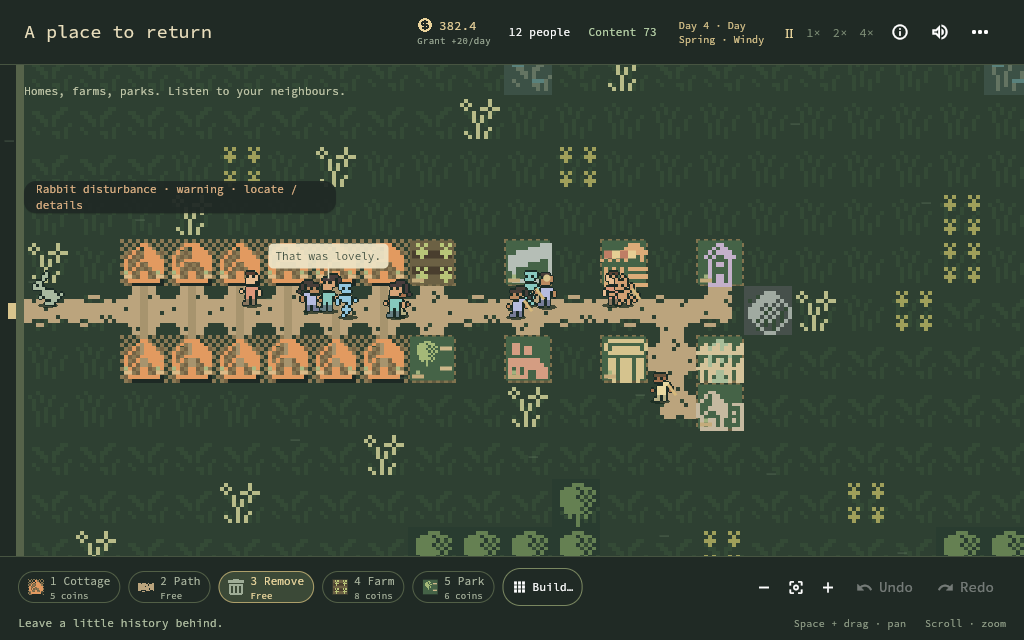 A place to return
382.4
Grant +20/day
12 people
Content 73
Day 4 · Day
Spring · Windy
II 1× 2× 4×
Homes, farms, parks. Listen to your neighbours.
Rabbit disturbance · warning · locate /
details
That was lovely.
1 Cottage
5 coins
2 Path
Free
3 Remove
Free
4 Farm
8 coins
5 Park
6 coins
Build…
Undo
Redo
Leave a little history behind.
Space + drag · pan
Scroll · zoom